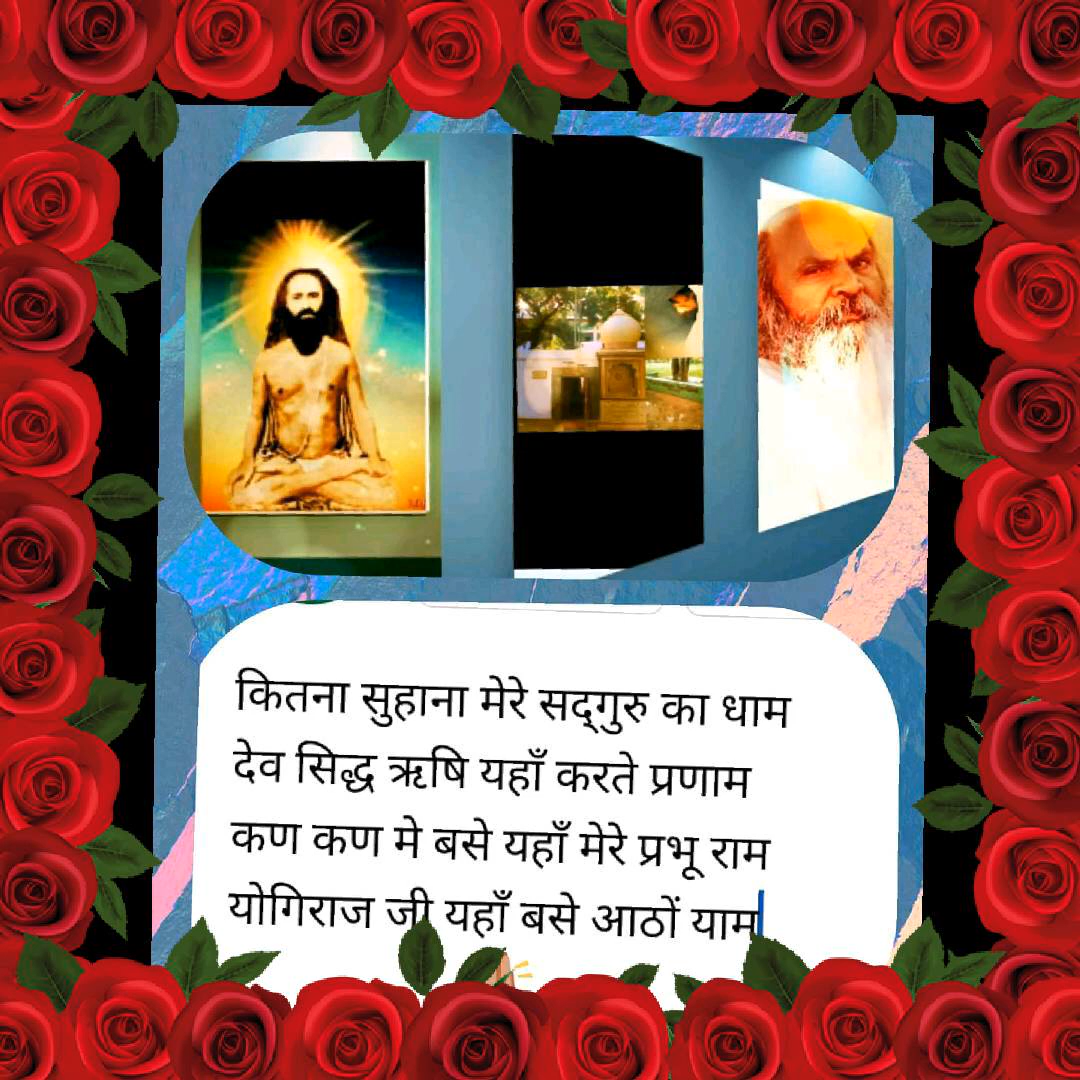 कितना सुहाना मेरे सद्गुरु का धाम
देव सिद्ध ऋषि यहाँ करते प्रणाम
कण कण मे बसे यहाँ मेरे प्रभू राम
योगिराज जी यहाँ बसे आठों याम